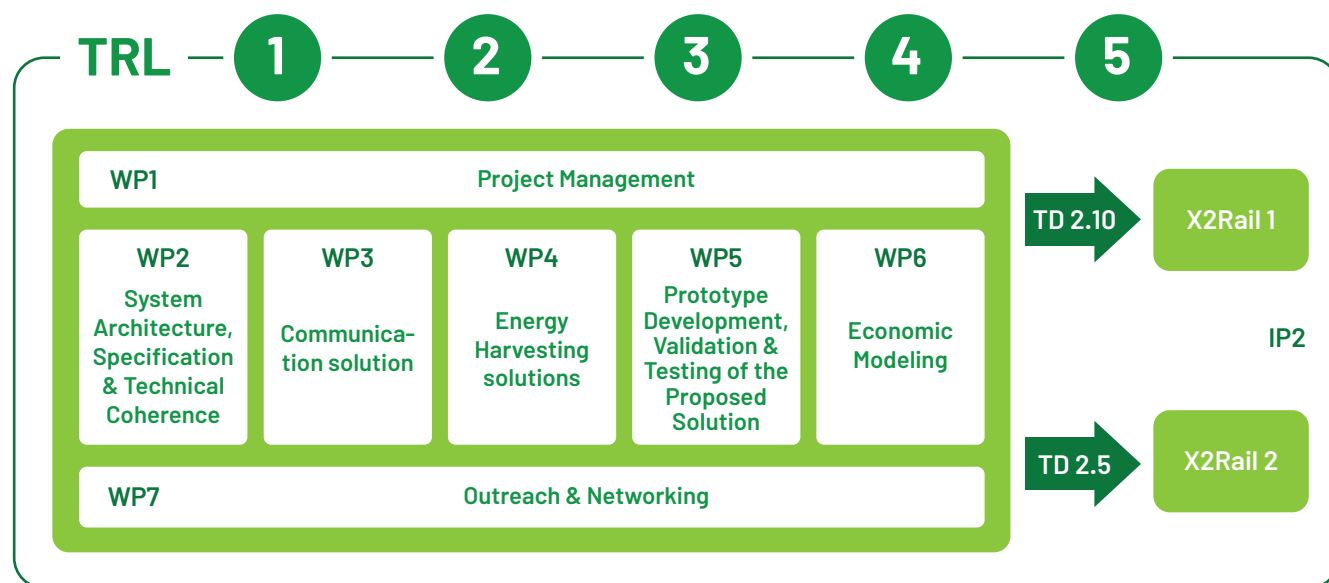 TRL 1 2 3 4 5
WP1 Project Management
WP2
System
Architecture,
Specification
& Technical
Coherence
WP3
Communica-
tion solution
WP4
Energy
Harvesting
solutions
WP5
Prototype
Development,
Validation &
Testing of the
Proposed
Solution
WP6
Economic
Modeling
WP7 Outreach & Networking
TD 2.10
X2Rail 1
IP2
TD 2.5
X2Rail 2